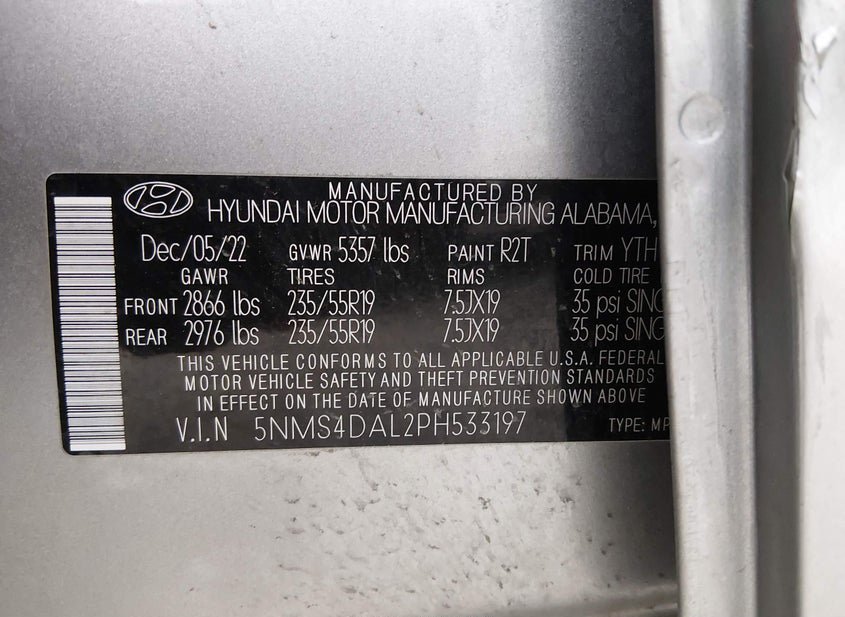 MANUFACTURED BY
HYUNDAI MOTOR MANUFACTURING ALABAMA,
Dec/05/22 GVWR 5357 lbs PAINT R2T TRIM YTH
GAWR TIRES RIMS COLD TIRE
FRONT 2866 lbs 235/55R19 7.5JX19 35 psi SING
REAR 2976 lbs 235/55R19 7.5JX19 35 psi SING
THIS VEHICLE CONFORMS TO ALL APPLICABLE U.S.A. FEDERAL
MOTOR VEHICLE SAFETY AND THEFT PREVENTION STANDARDS
IN EFFECT ON THE DATE OF MANUFACTURE SHOWN ABOVE
V.I.N 5NMS4DAL2PH533197 TYPE: MP